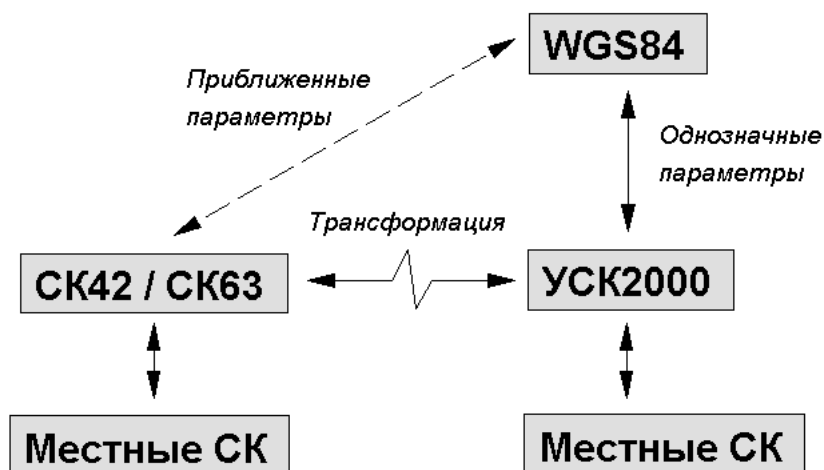 WGS84
Приближенные
параметры
Однозначные
параметры
Трансформация
СК42 / СК63
УСК2000
Местные СК
Местные СК